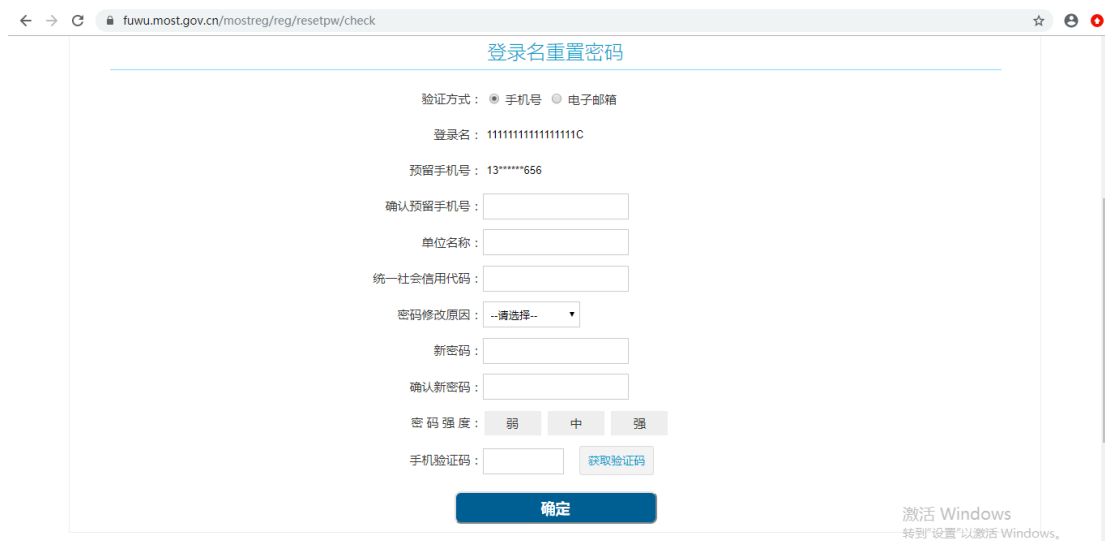 fuwu.most.gov.cn/mostreg/reg/resetpw/check
登录名重置密码
验证方式： 手机号 电子邮箱
登录名： 11111111111111111C
预留手机号： 13******656
确认预留手机号：
单位名称：
统一社会信用代码：
密码修改原因： --请选择--
新密码：
确认新密码：
密 码 强 度： 弱 中 强
手机验证码： 获取验证码
确定
激活 Windows
转到"设置"以激活 Windows。